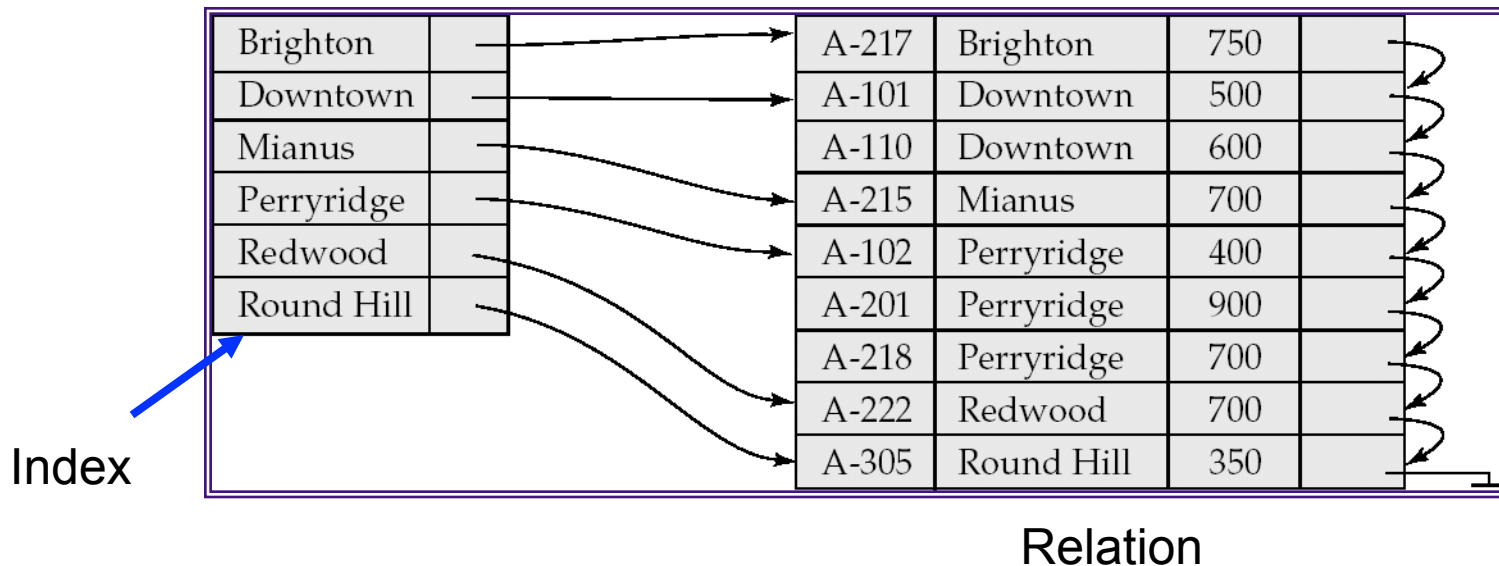 Brighton A-217 Brighton 750
Downtown A-101 Downtown 500
Mianus A-110 Downtown 600
Perryridge A-215 Mianus 700
Redwood A-102 Perryridge 400
Round Hill A-201 Perryridge 900
A-218 Perryridge 700
A-222 Redwood 700
Index A-305 Round Hill 350
Relation